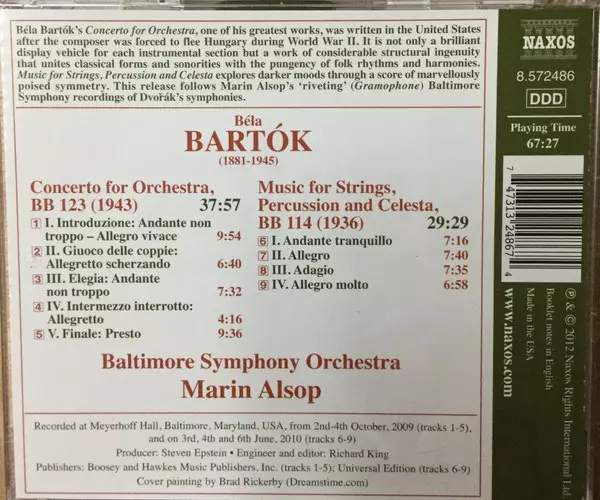 Béla Bartók's Concerto for Orchestra, one of his greatest works, was written in the United States
after the composer was forced to flee Hungary during World War II. It is not only a brilliant
display vehicle for each instrumental section but a work of considerable structural ingenuity
that unites classical forms and sonorities with the pungency of folk rhythms and harmonies.
Music for Strings, Percussion and Celesta explores darker moods through a score of marvellously
poised symmetry. This release follows Marin Alsop's 'riveting' (Gramophone) Baltimore
Symphony recordings of Dvořák's symphonies.
Béla
BARTÓK
(1881-1945)
Concerto for Orchestra,
BB 123 (1943) 37:57
1 I. Introduzione: Andante non
troppo – Allegro vivace 9:54
2 II. Giuoco delle coppie:
Allegretto scherzando 6:40
3 III. Elegia: Andante
non troppo 7:32
4 IV. Intermezzo interrotto:
Allegretto 4:16
5 V. Finale: Presto 9:36
Music for Strings,
Percussion and Celesta,
BB 114 (1936) 29:29
6 I. Andante tranquillo 7:16
7 II. Allegro 7:40
8 III. Adagio 7:35
9 IV. Allegro molto 6:58
Baltimore Symphony Orchestra
Marin Alsop
Recorded at Meyerhoff Hall, Baltimore, Maryland, USA, from 2nd-4th October, 2009 (tracks 1-5),
and on 3rd, 4th and 6th June, 2010 (tracks 6-9)
Producer: Steven Epstein • Engineer and editor: Richard King
Publishers: Boosey and Hawkes Music Publishers, Inc. (tracks 1-5); Universal Edition (tracks 6-9)
Cover painting by Brad Rickerby (Dreamstime.com)
NAXOS
8.572486
DDD
Playing Time
67:27
7 47313 24867 4
www.naxos.com
Made in the USA
Booklet notes in English
℗ & © 2012 Naxos Rights International Ltd.